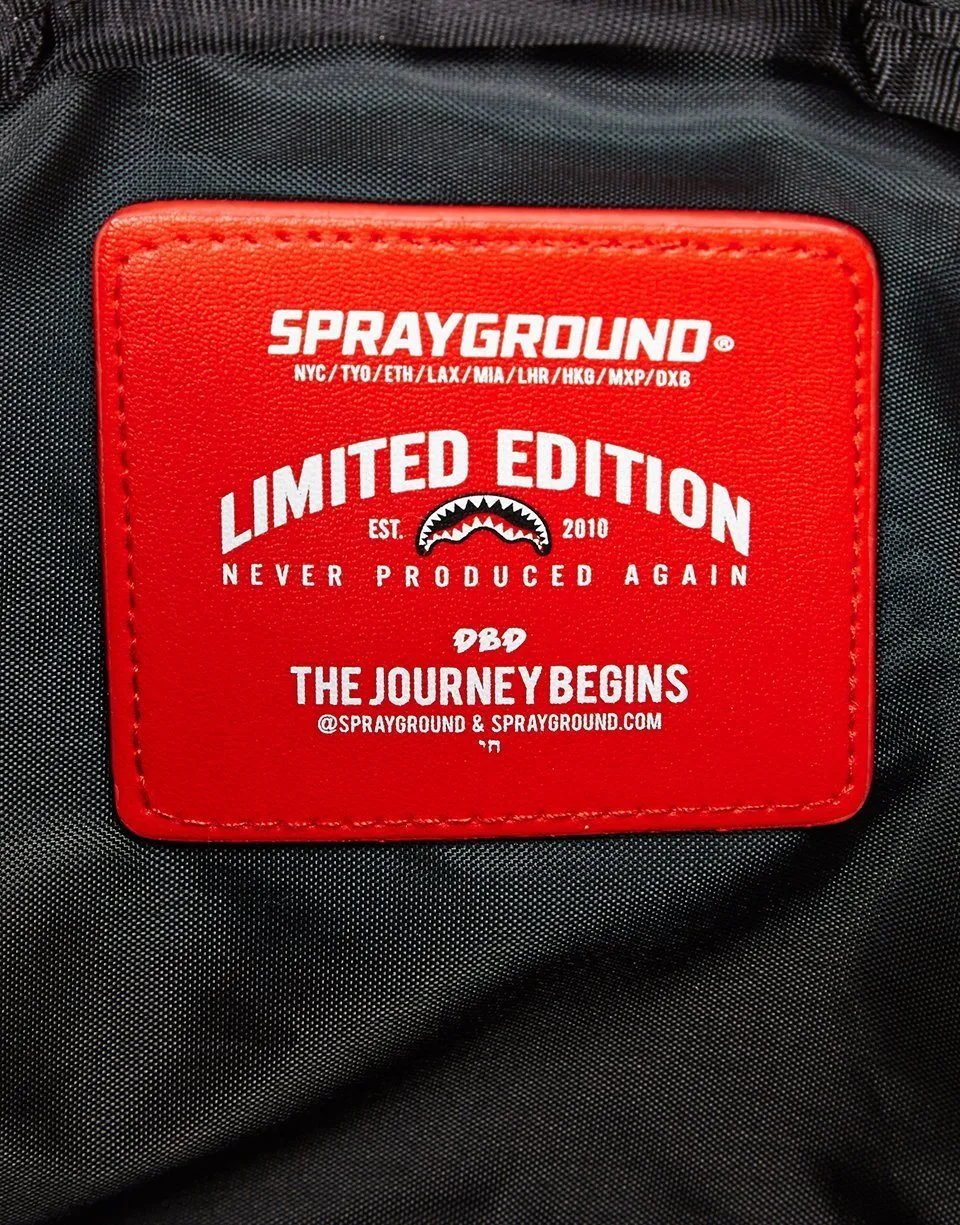 SPRAYGROUND®
NYC/TYO/ETH/LAX/MIA/LHR/HKG/MXP/DXB
LIMITED EDITION
EST. 2010
NEVER PRODUCED AGAIN
DBD
THE JOURNEY BEGINS
@SPRAYGROUND & SPRAYGROUND.COM
חי